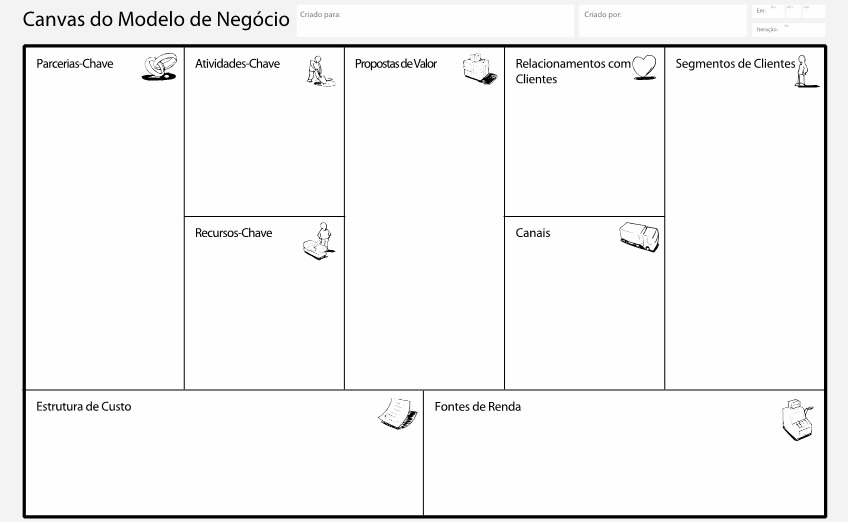 Canvas do Modelo de Negócio
Criado para:
Criado por:
Em:
Iteração:
Parcerias-Chave
Atividades-Chave
Propostas de Valor
Relacionamentos com
Clientes
Segmentos de Clientes
Recursos-Chave
Canais
Estrutura de Custo
Fontes de Renda